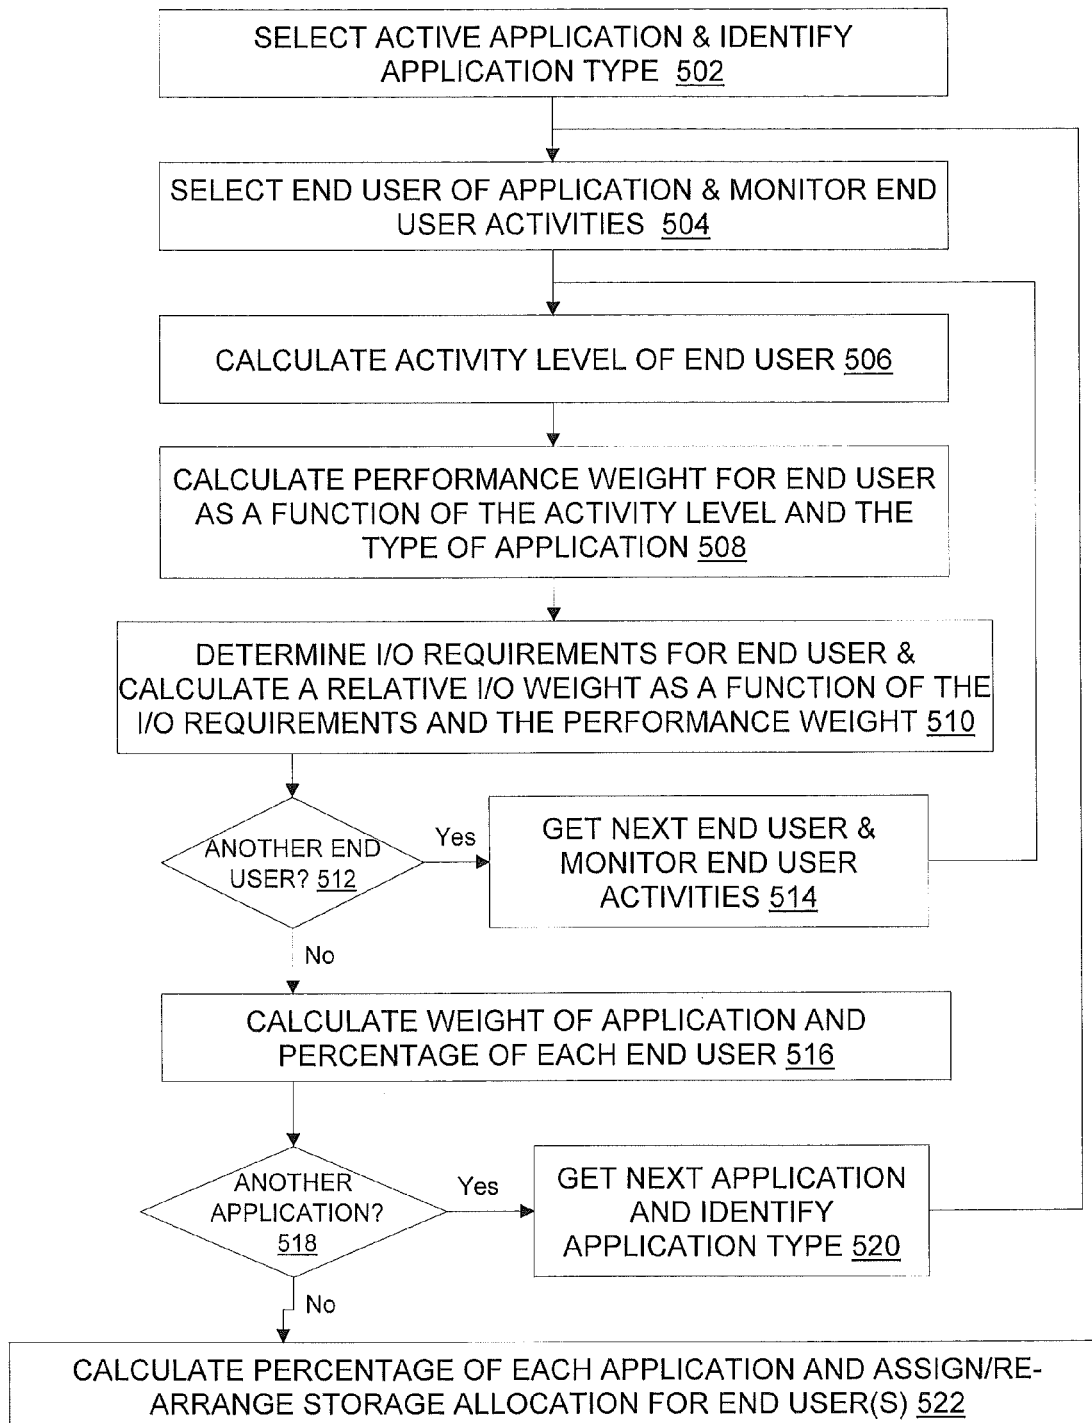 SELECT ACTIVE APPLICATION & IDENTIFY
APPLICATION TYPE 502
SELECT END USER OF APPLICATION & MONITOR END
USER ACTIVITIES 504
CALCULATE ACTIVITY LEVEL OF END USER 506
CALCULATE PERFORMANCE WEIGHT FOR END USER
AS A FUNCTION OF THE ACTIVITY LEVEL AND THE
TYPE OF APPLICATION 508
DETERMINE I/O REQUIREMENTS FOR END USER &
CALCULATE A RELATIVE I/O WEIGHT AS A FUNCTION OF THE
I/O REQUIREMENTS AND THE PERFORMANCE WEIGHT 510
ANOTHER END
USER? 512
Yes
GET NEXT END USER &
MONITOR END USER
ACTIVITIES 514
No
CALCULATE WEIGHT OF APPLICATION AND
PERCENTAGE OF EACH END USER 516
ANOTHER
APPLICATION?
518
Yes
GET NEXT APPLICATION
AND IDENTIFY
APPLICATION TYPE 520
No
CALCULATE PERCENTAGE OF EACH APPLICATION AND ASSIGN/RE-
ARRANGE STORAGE ALLOCATION FOR END USER(S) 522